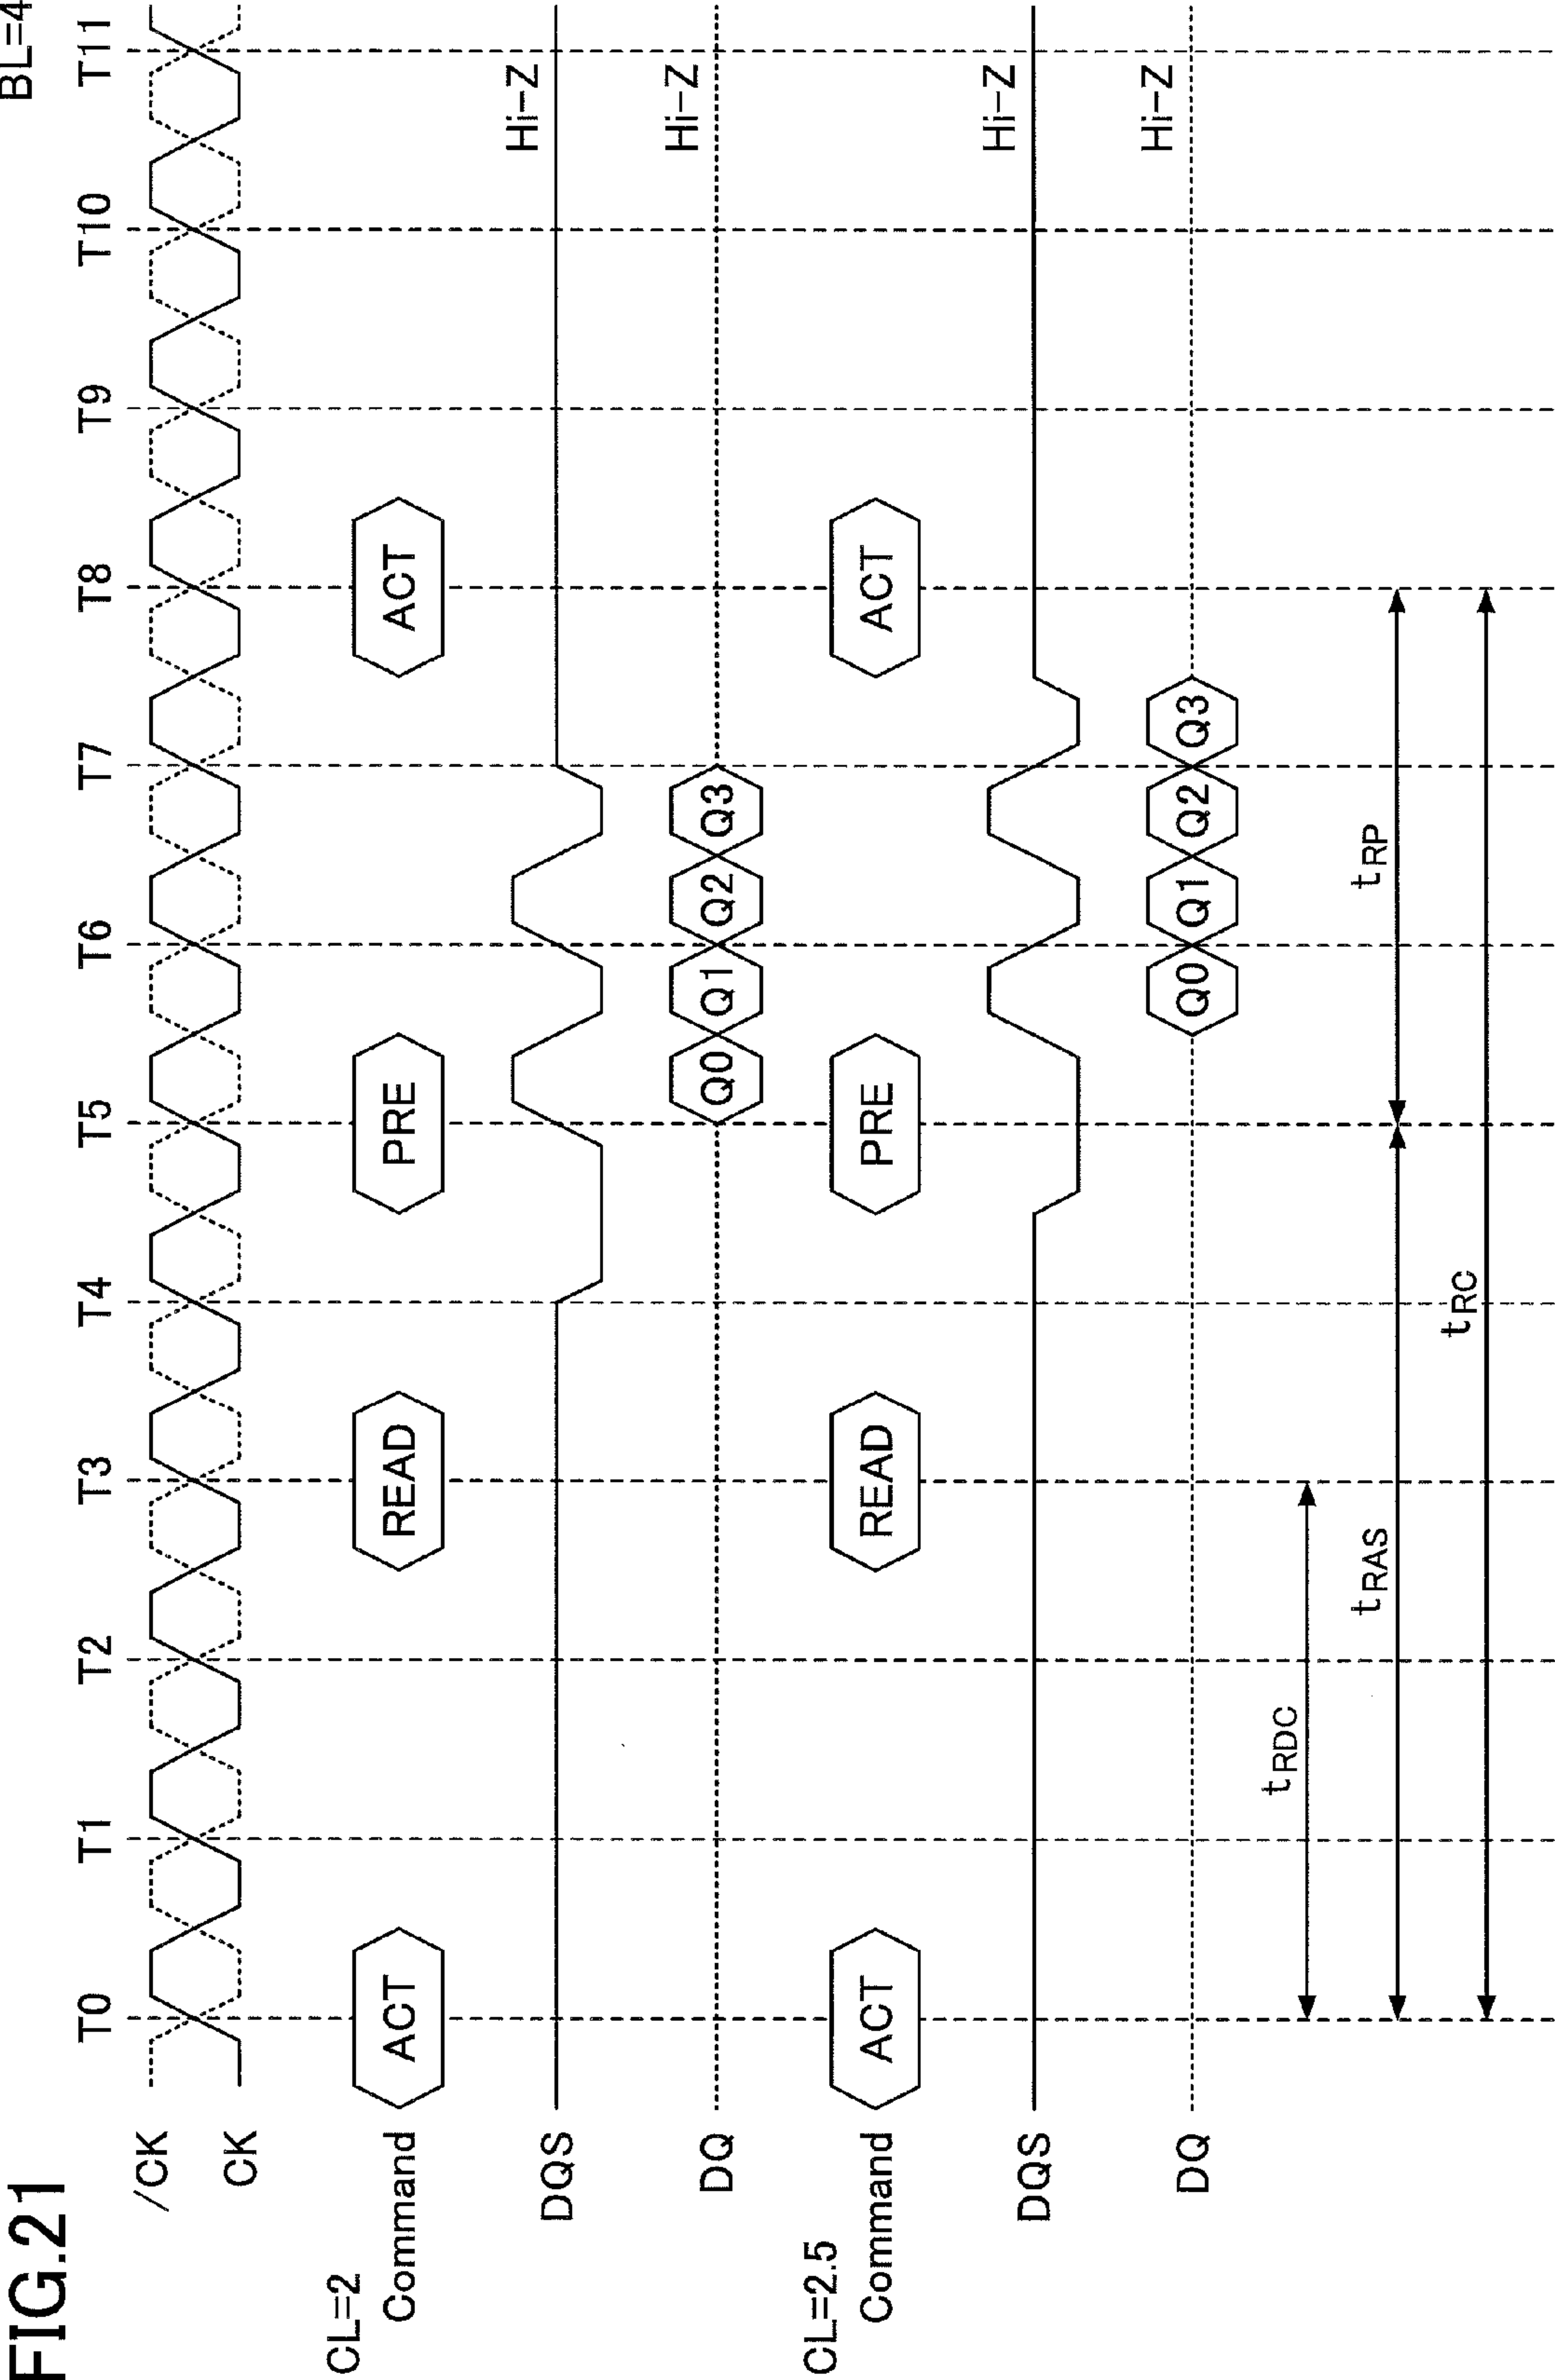 FIG.21
BL=4
T0 T1 T2 T3 T4 T5 T6 T7 T8 T9 T10 T11
/CK
CK
CL=2
Command ACT READ PRE ACT
DQS Hi-Z
DQ Q0 Q1 Q2 Q3 Hi-Z
CL=2.5
Command ACT READ PRE ACT
DQS Hi-Z
DQ Q0 Q1 Q2 Q3 Hi-Z
tRDC
tRAS tRP
tRC